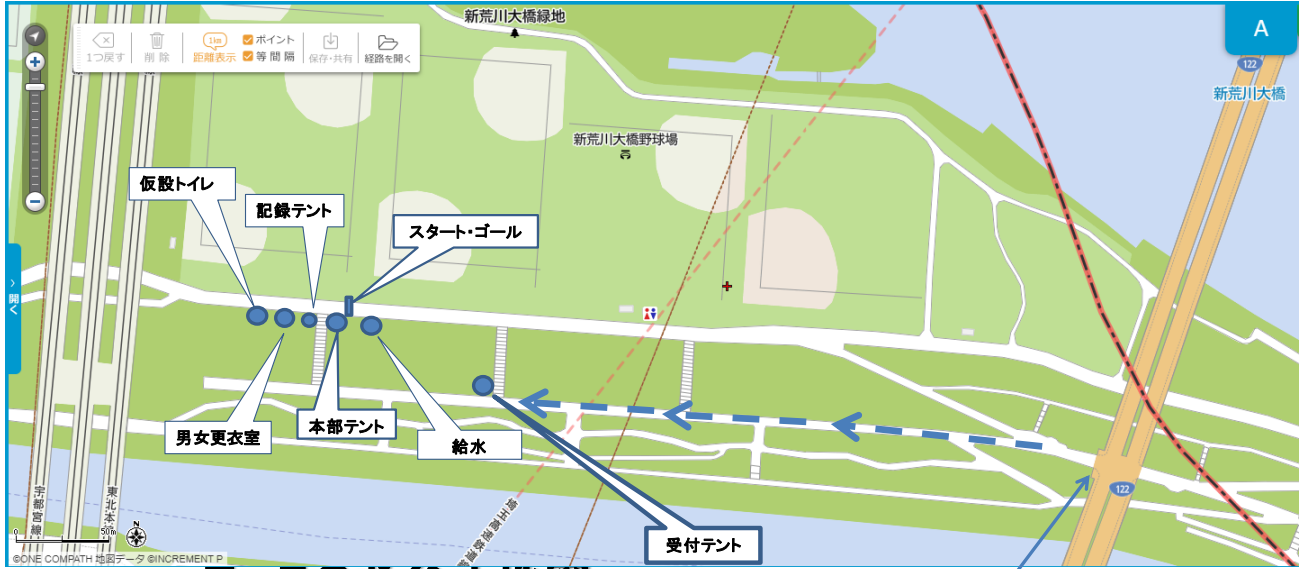 新荒川大橋緑地
A
1つ戻す
削 除
1km
距離表示
ポイント
等 間 隔
保存・共有
経路を開く
122
新荒川大橋
新荒川大橋野球場
仮設トイレ
記録テント
スタート・ゴール
開く
男女更衣室
本部テント
給水
122
受付テント
宇都宮線
東北本線
N
0 50m
©ONE COMPATH 地図データ ©INCREMENT P